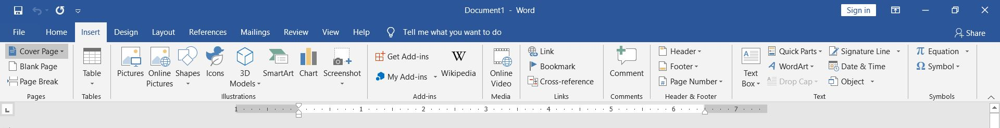 Document1 - Word
Sign in
File Home Insert Design Layout References Mailings Review View Help Tell me what you want to do Share
Cover Page
Blank Page
Page Break
Pages
Table
Tables
Pictures
Online
Pictures
Shapes
Icons
3D
Models
SmartArt
Chart
Screenshot
Illustrations
Get Add-ins
My Add-ins
W
Wikipedia
Add-ins
Online
Video
Media
Link
Bookmark
Cross-reference
Links
Comment
Comments
Header
Footer
# Page Number
Header & Footer
A
Text
Box
Quick Parts
A WordArt
A Drop Cap
Signature Line
Date & Time
Object
Text
π Equation
Ω Symbol
Symbols
L
1 1 2 3 4 5 6 7